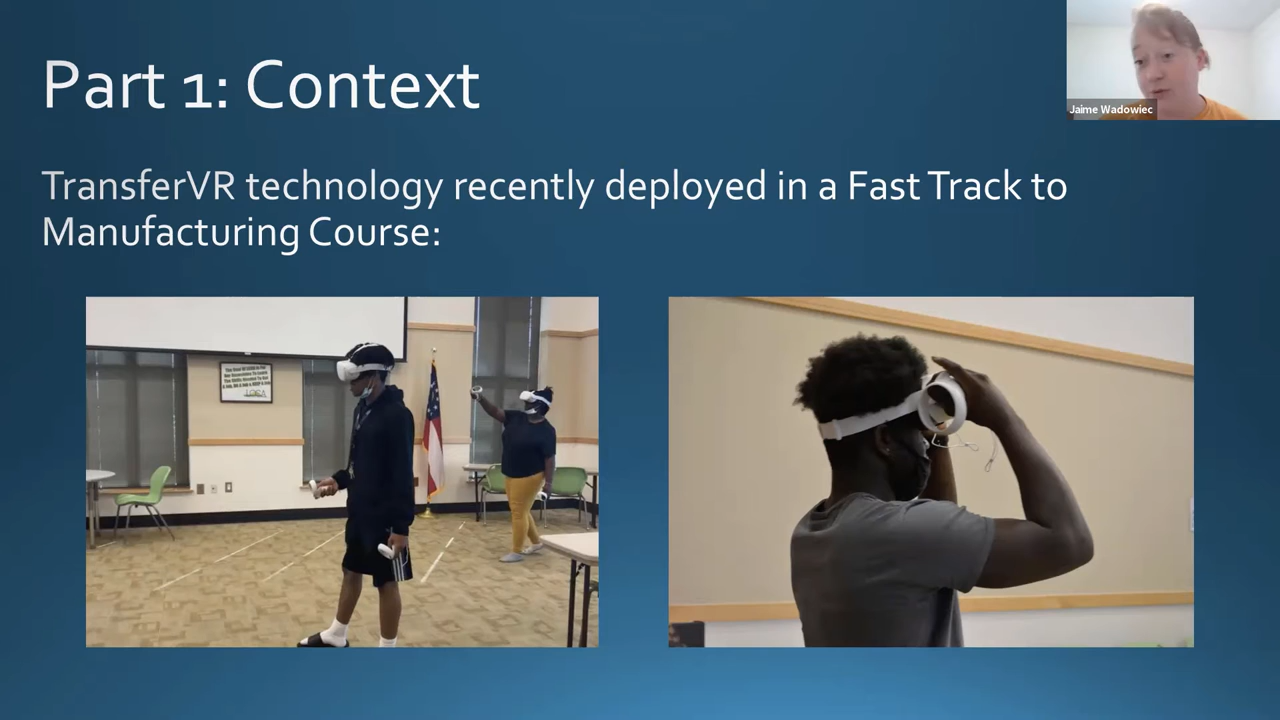 Part 1: Context
Jaime Wadowiec
TransferVR technology recently deployed in a Fast Track to
Manufacturing Course: